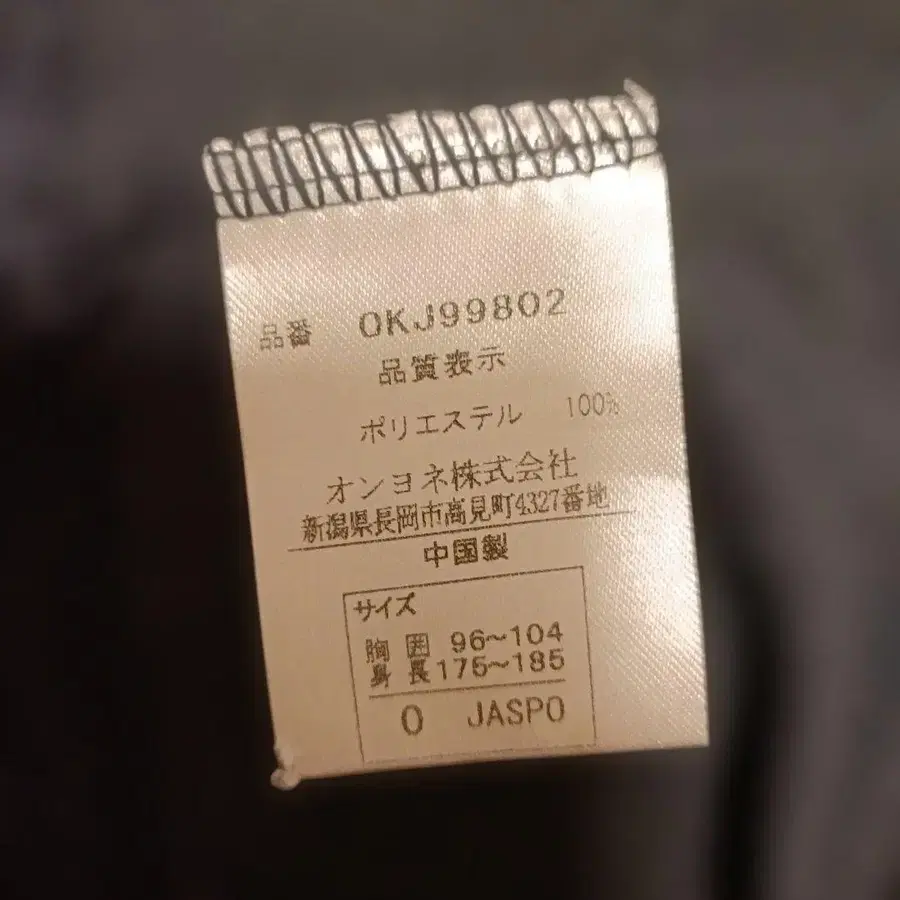 品番 OKJ99802
品質表示
ポリエステル 100%
オンヨネ株式会社
新潟県長岡市高見町4327番地
中国製
サイズ
胸囲 96〜104
身長 175〜185
O JASPO